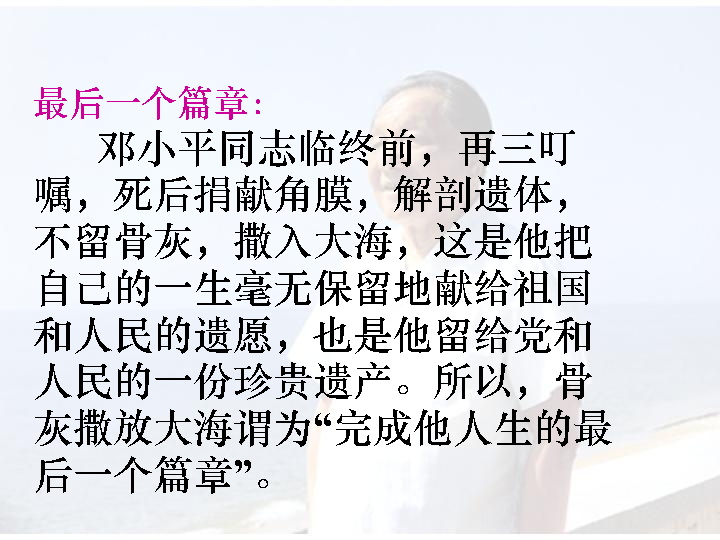 最后一个篇章:
邓小平同志临终前，再三叮
嘱，死后捐献角膜，解剖遗体，
不留骨灰，撒入大海，这是他把
自己的一生毫无保留地献给祖国
和人民的遗愿，也是他留给党和
人民的一份珍贵遗产。所以，骨
灰撒放大海谓为“完成他人生的最
后一个篇章”。